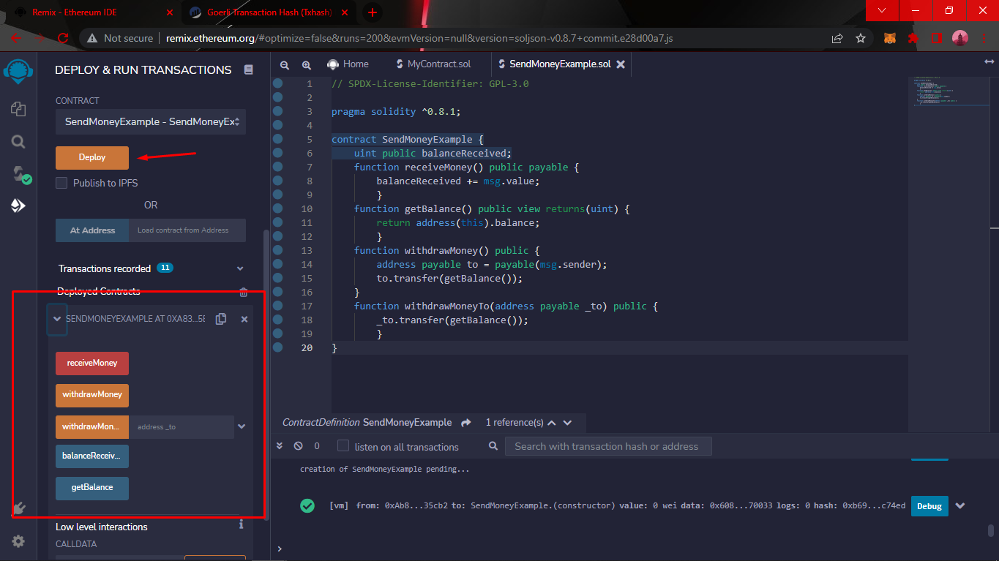 Remix - Ethereum IDE
Goerli Transaction Hash (Txhash)
Not secure
remix.ethereum.org/#optimize=false&runs=200&evmVersion=null&version=soljson-v0.8.7+commit.e28d00a7.js
DEPLOY & RUN TRANSACTIONS
CONTRACT
SendMoneyExample - SendMoneyEx
Deploy
Publish to IPFS
OR
At Address
Load contract from Address
Transactions recorded 11
Deployed Contracts
SENDMONEYEXAMPLE AT 0XA83...5E
receiveMoney
withdrawMoney
withdrawMon...
address _to
balanceReceiv...
getBalance
Low level interactions
i
CALLDATA
Home
MyContract.sol
SendMoneyExample.sol
1 // SPDX-License-Identifier: GPL-3.0
2
3 pragma solidity ^0.8.1;
4
5 contract SendMoneyExample {
6 uint public balanceReceived;
7 function receiveMoney() public payable {
8 balanceReceived += msg.value;
9 }
10 function getBalance() public view returns(uint) {
11 return address(this).balance;
12 }
13 function withdrawMoney() public {
14 address payable to = payable(msg.sender);
15 to.transfer(getBalance());
16 }
17 function withdrawMoneyTo(address payable _to) public {
18 _to.transfer(getBalance());
19 }
20 }
ContractDefinition SendMoneyExample
1 reference(s)
0
listen on all transactions
Search with transaction hash or address
creation of SendMoneyExample pending...
[vm] from: 0xAb8...35cb2 to: SendMoneyExample.(constructor) value: 0 wei data: 0x608...70033 logs: 0 hash: 0xb69...c74ed
Debug
>